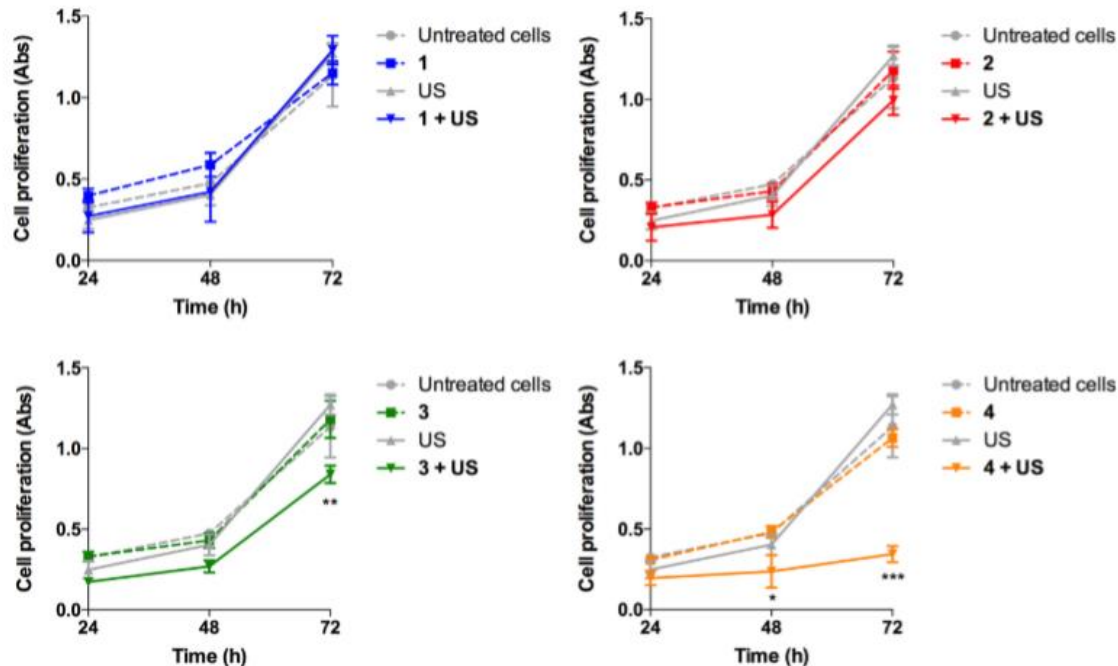 Cell proliferation (Abs)
1.5
1.0
0.5
0.0
24
48
72
Time (h)
Untreated cells
1
US
1 + US
Cell proliferation (Abs)
1.5
1.0
0.5
0.0
24
48
72
Time (h)
Untreated cells
2
US
2 + US
Cell proliferation (Abs)
1.5
1.0
0.5
0.0
24
48
72
Time (h)
**
Untreated cells
3
US
3 + US
Cell proliferation (Abs)
1.5
1.0
0.5
0.0
24
48
72
Time (h)
*
***
Untreated cells
4
US
4 + US